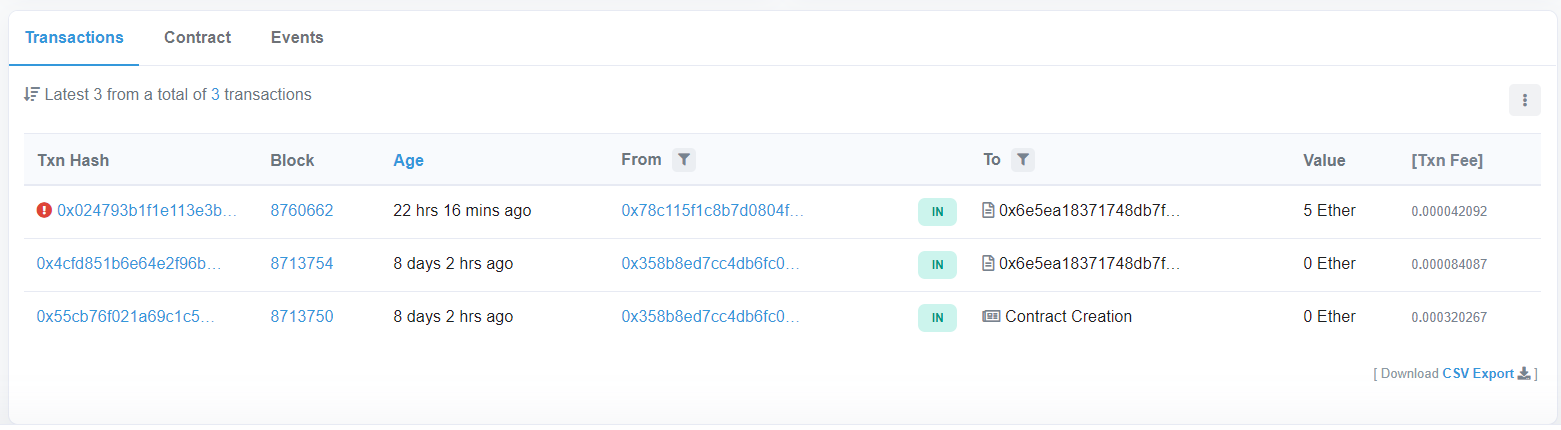 Transactions Contract Events
Latest 3 from a total of 3 transactions
Txn Hash Block Age From To Value [Txn Fee]
0x024793b1f1e113e3b... 8760662 22 hrs 16 mins ago 0x78c115f1c8b7d0804f... IN 0x6e5ea18371748db7f... 5 Ether 0.000042092
0x4cfd851b6e64e2f96b... 8713754 8 days 2 hrs ago 0x358b8ed7cc4db6fc0... IN 0x6e5ea18371748db7f... 0 Ether 0.000084087
0x55cb76f021a69c1c5... 8713750 8 days 2 hrs ago 0x358b8ed7cc4db6fc0... IN Contract Creation 0 Ether 0.000320267
[ Download CSV Export ]